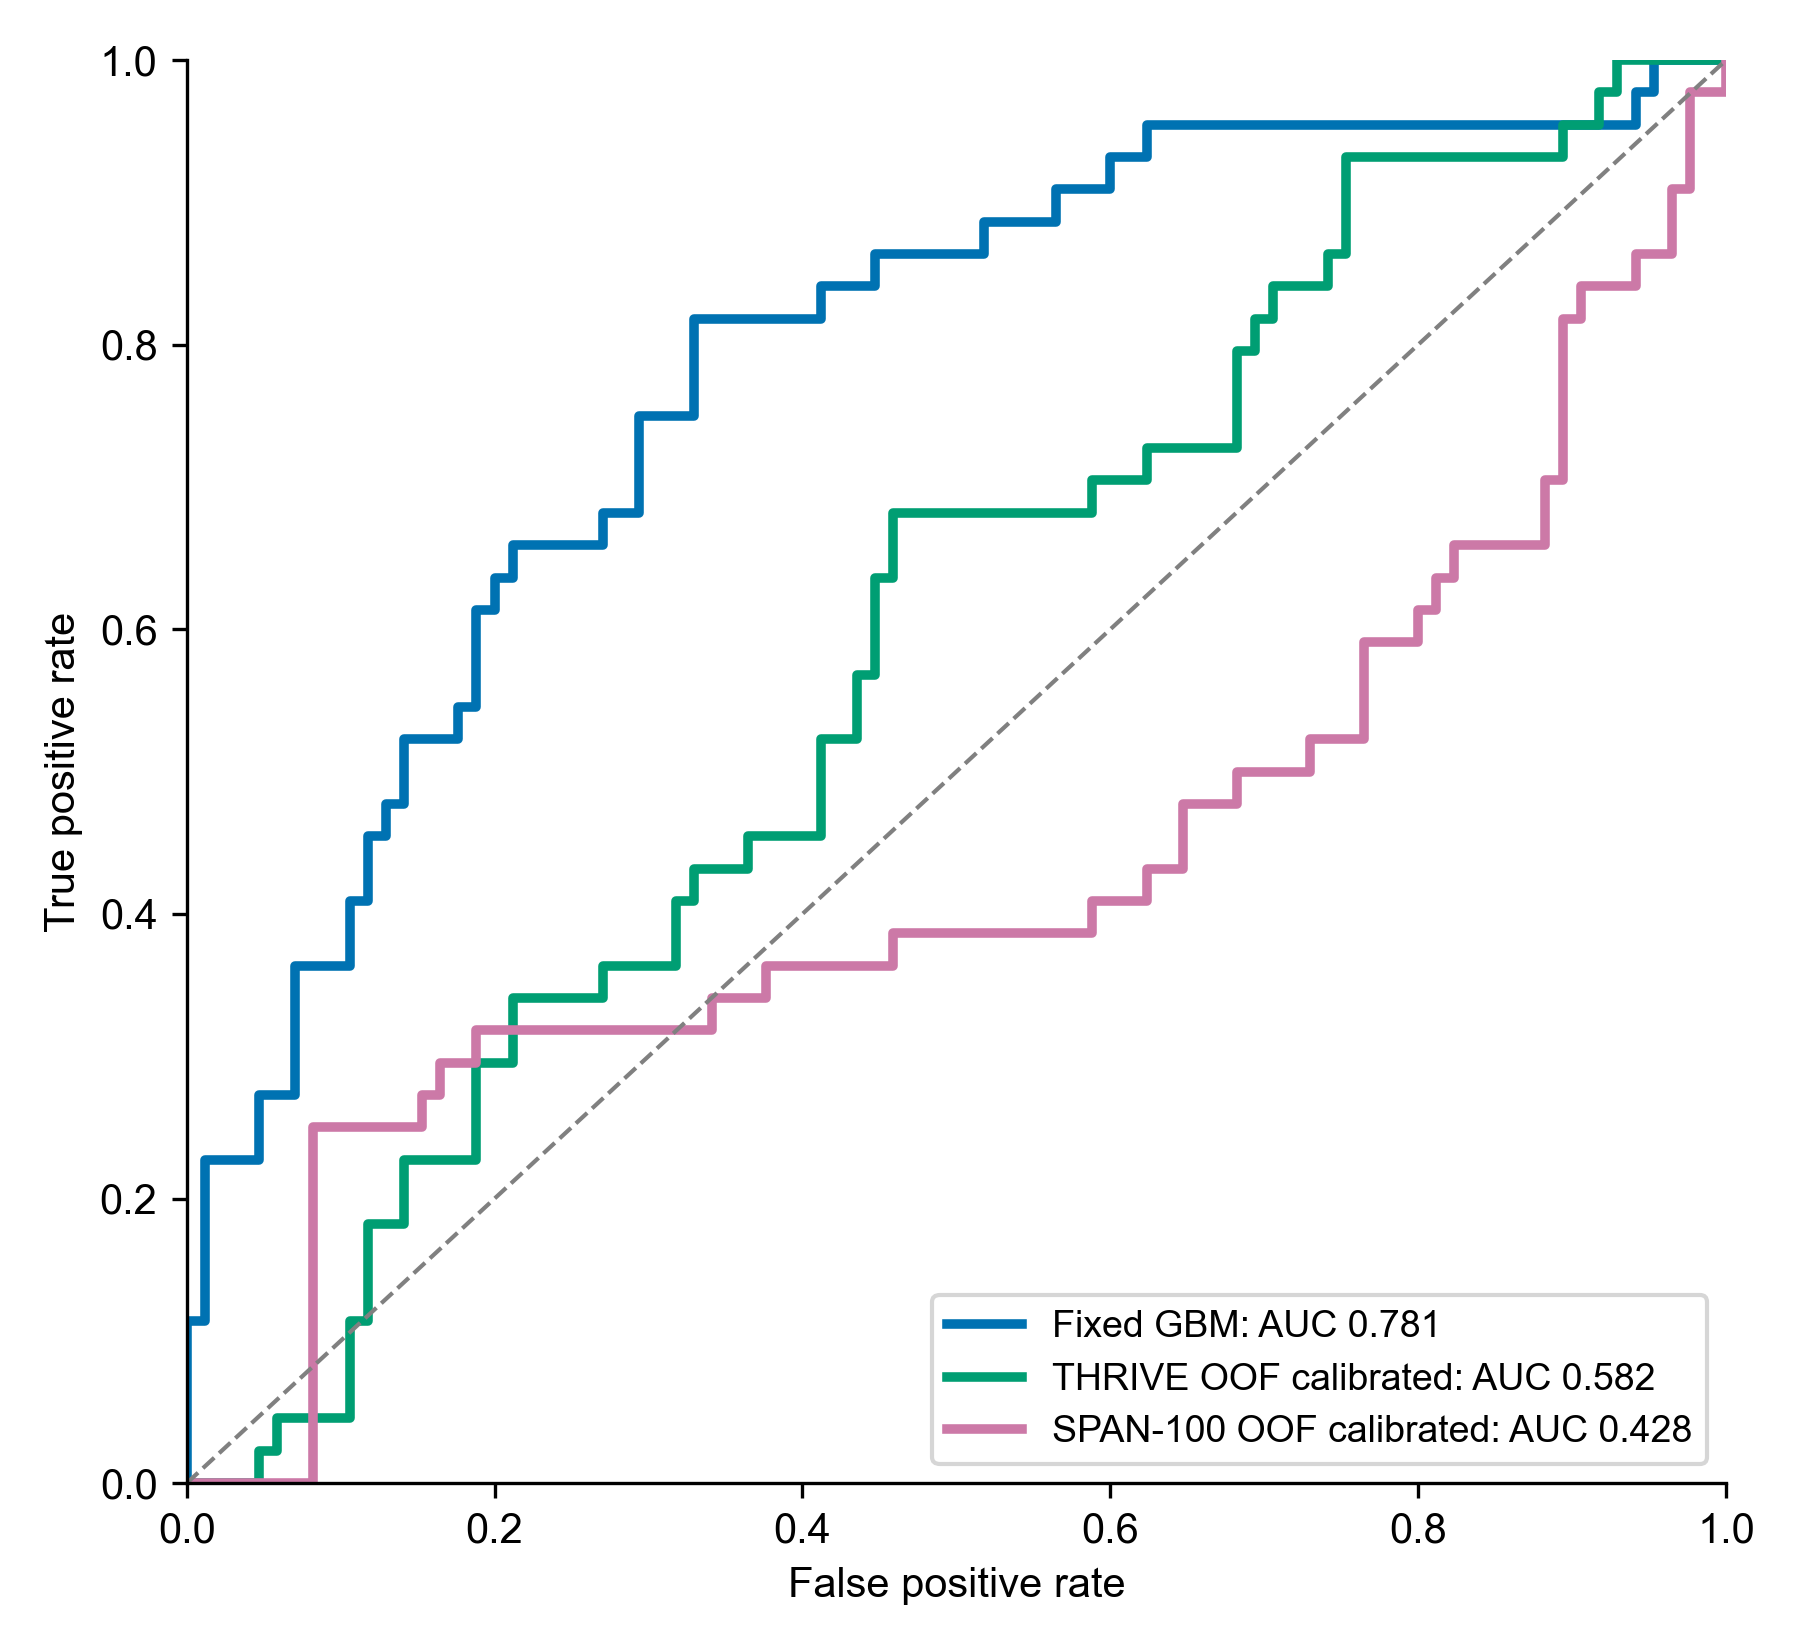 1.0
0.8
0.6
0.4
0.2
0.0
True positive rate
Fixed GBM: AUC 0.781
THRIVE OOF calibrated: AUC 0.582
SPAN-100 OOF calibrated: AUC 0.428
0.0 0.2 0.4 0.6 0.8 1.0
False positive rate